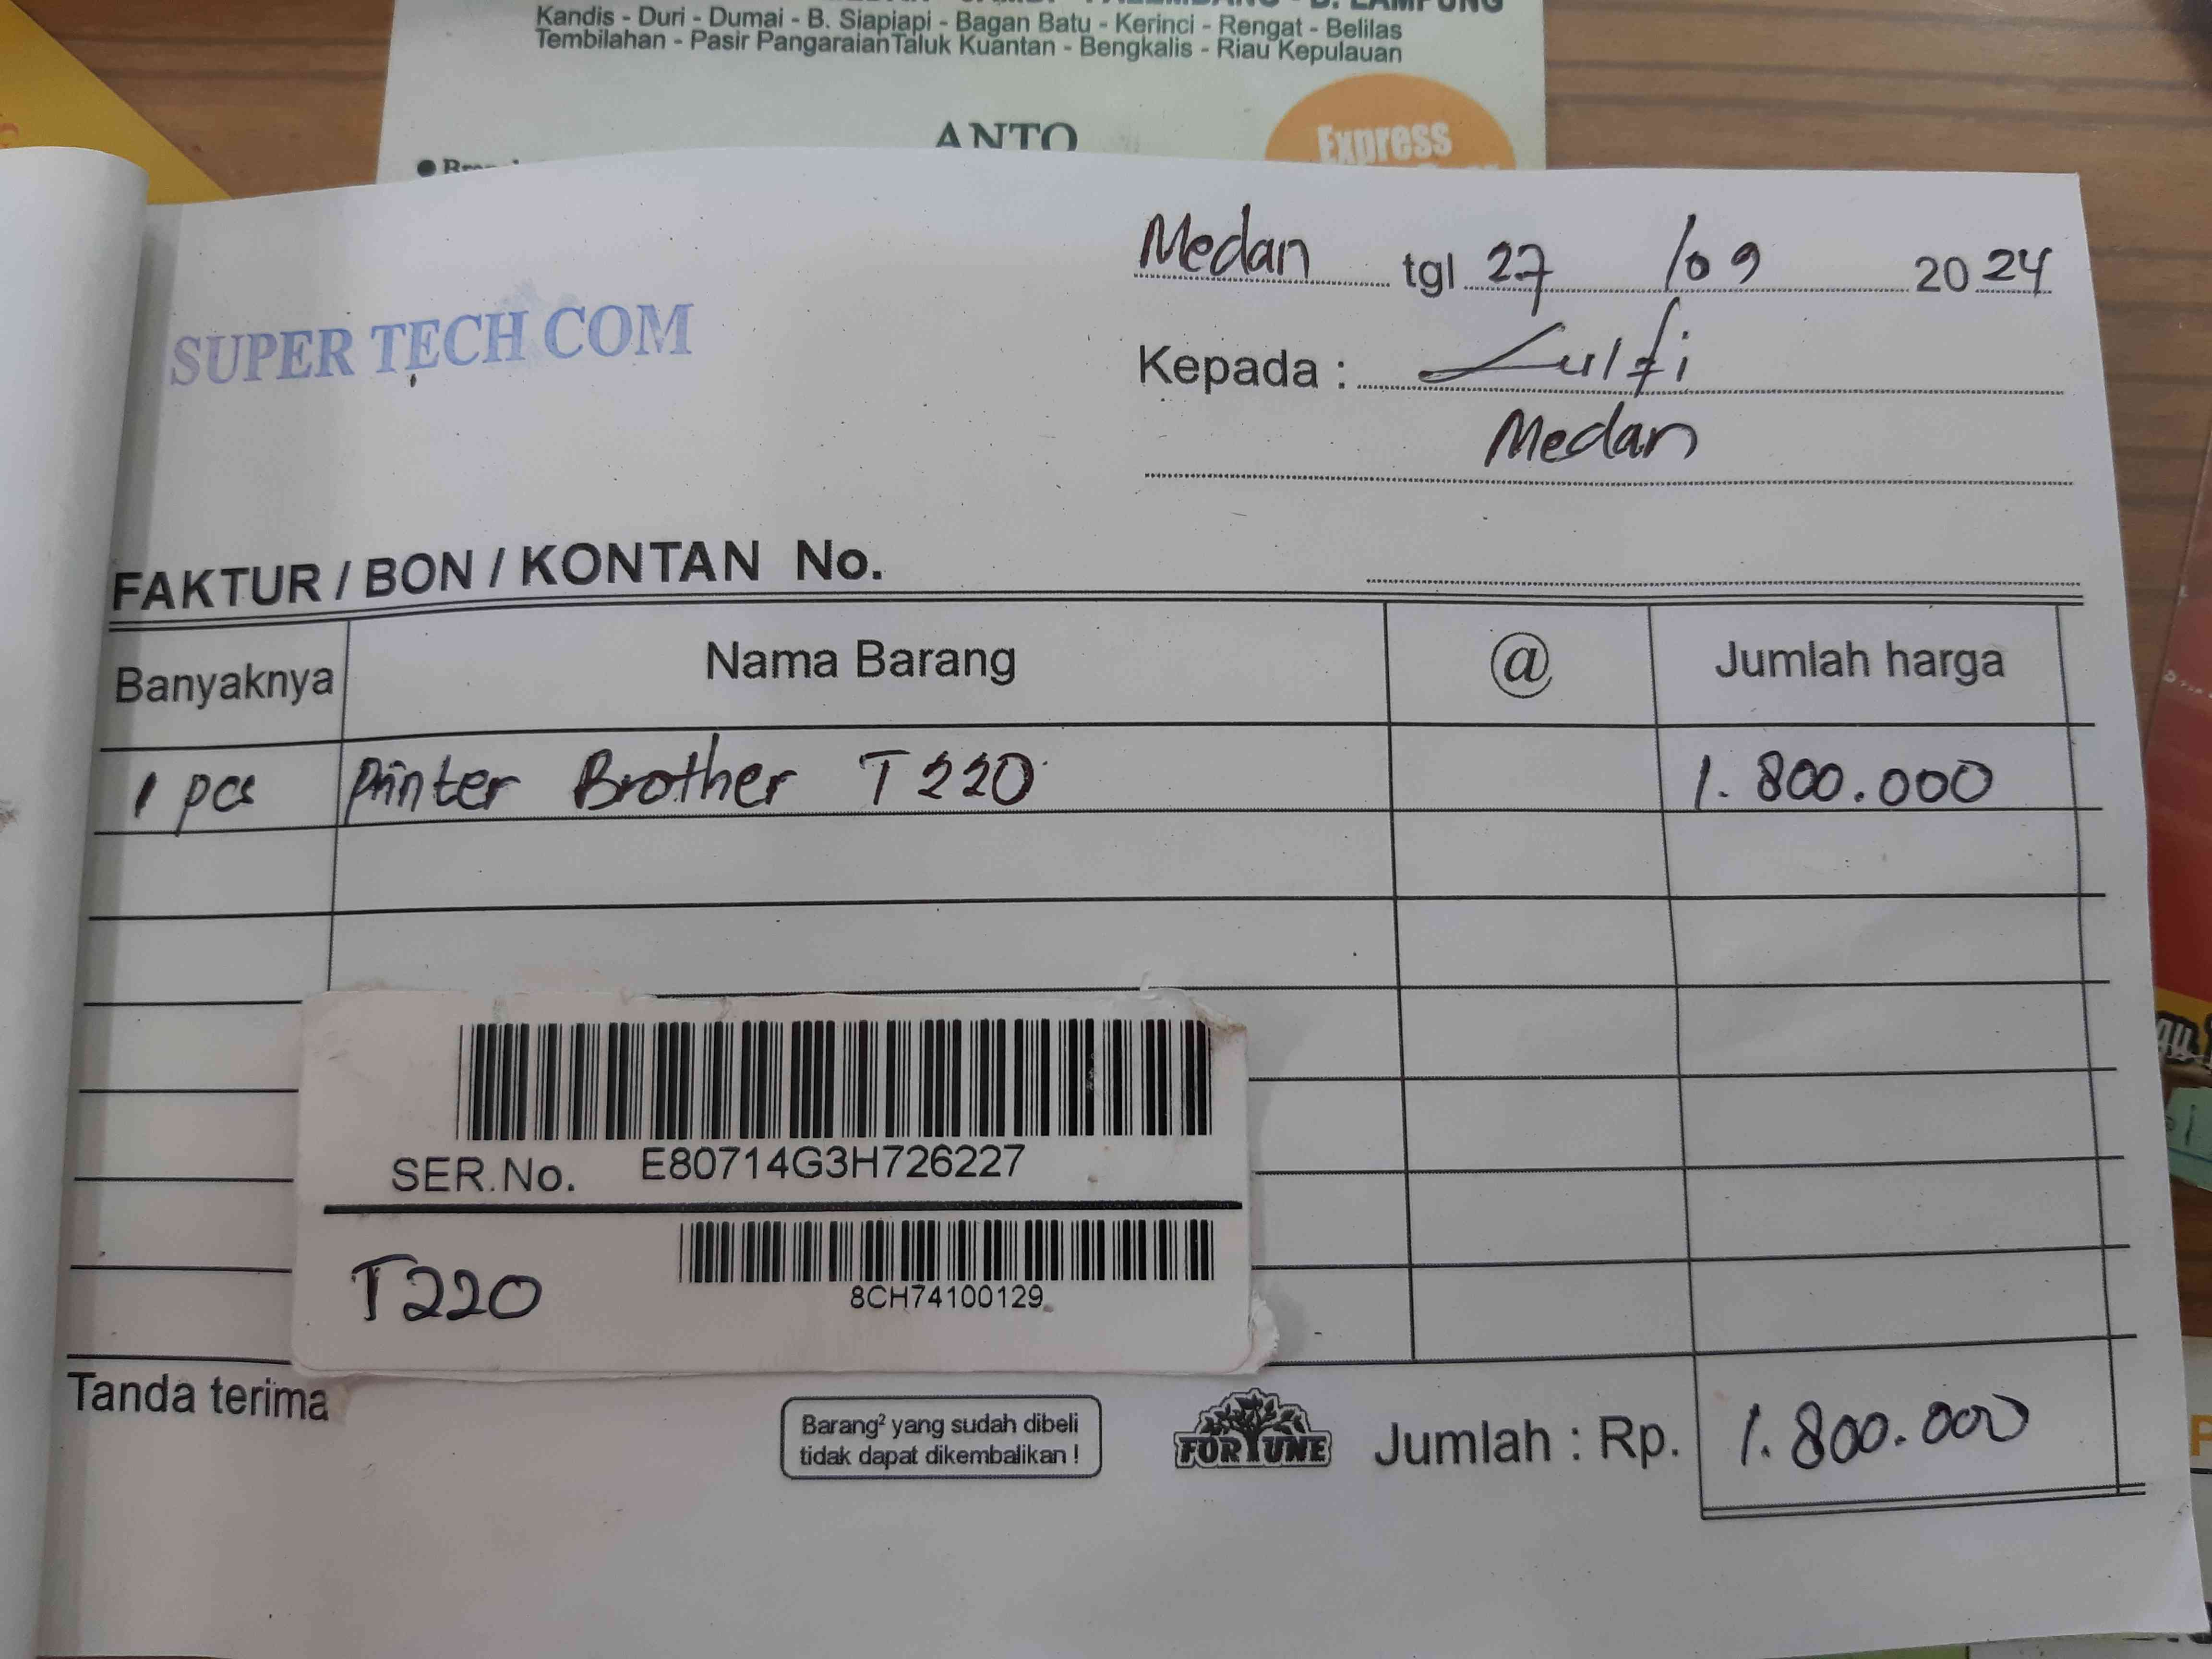 Kandis - Duri - Dumai - B. Siapiapi - Bagan Batu - Kerinci - Rengat - Belilas
Tembilahan - Pasir PangaraianTaluk Kuantan - Bengkalis - Riau Kepulauan
ANTO
Express
SUPER TECH COM
Medan tgl 27 /09 2024
Kepada : Zulfi
Medan
FAKTUR / BON / KONTAN No.
Banyaknya Nama Barang @ Jumlah harga
1 pcs Printer Brother T220 1.800.000
SER.No. E80714G3H726227
T220
8CH74100129
Tanda terima
Barang² yang sudah dibeli
tidak dapat dikembalikan !
FORTUNE
Jumlah : Rp. 1.800.000